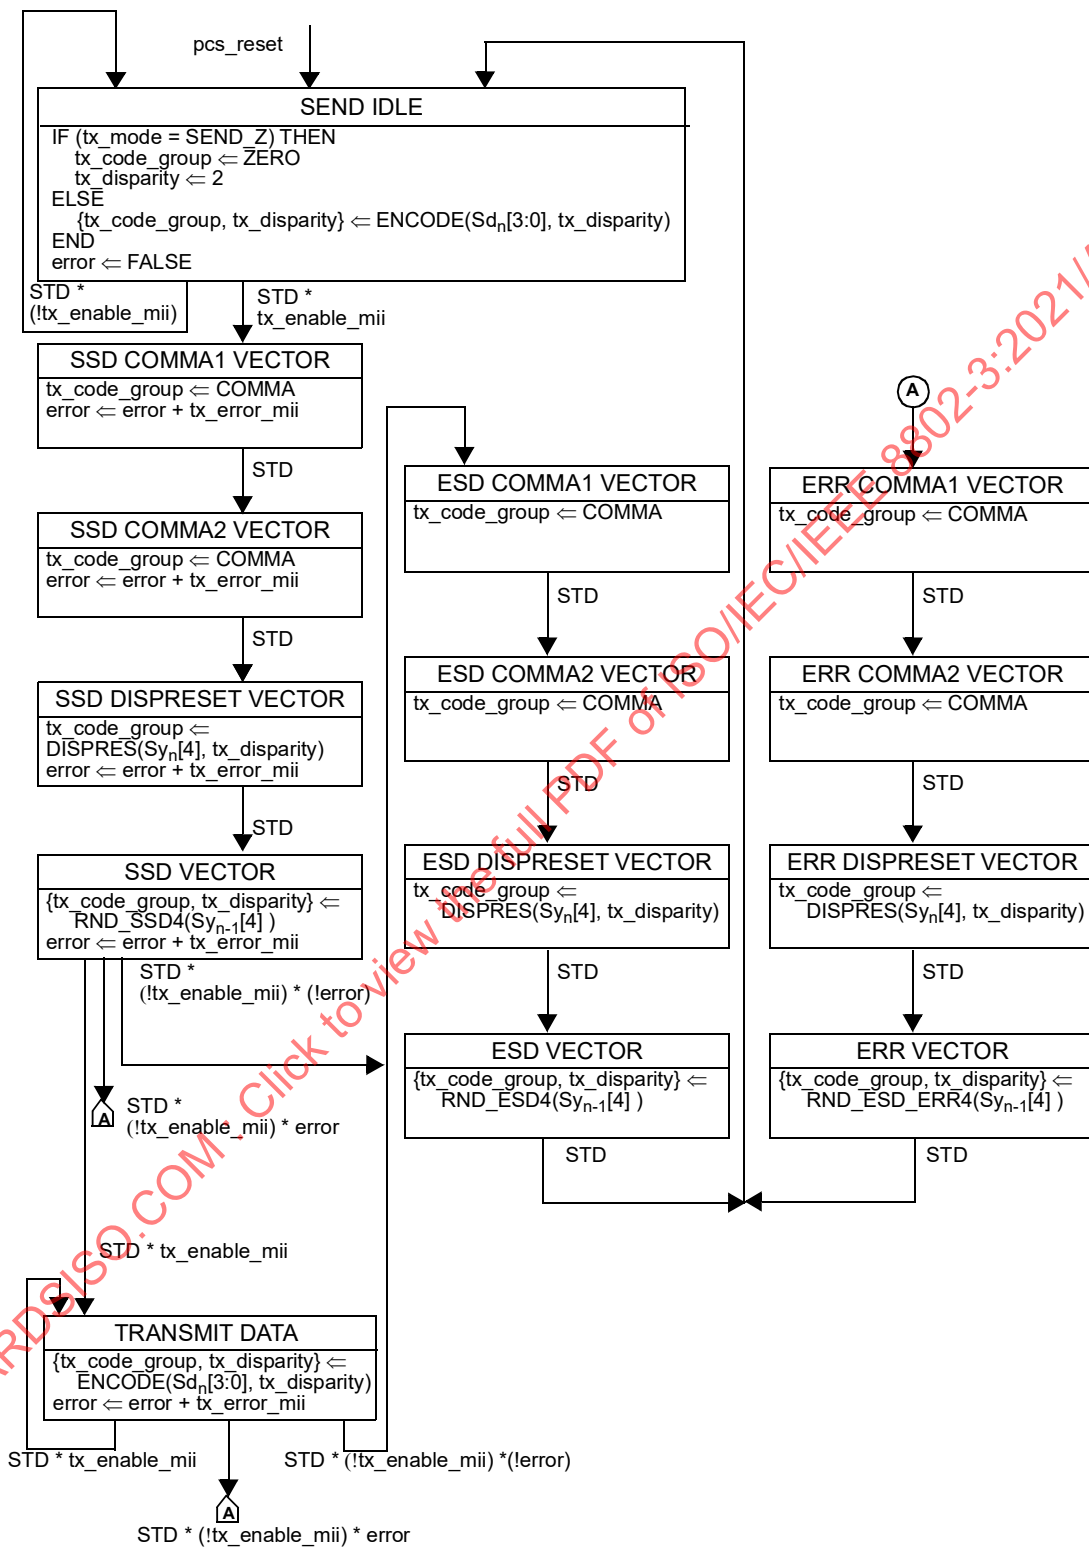 pcs_reset
SEND IDLE
IF (tx_mode = SEND_Z) THEN
tx_code_group ⇐ ZERO
tx_disparity ⇐ 2
ELSE
{tx_code_group, tx_disparity} ⇐ ENCODE(Sdn[3:0], tx_disparity)
END
error ⇐ FALSE
STD *
(!tx_enable_mii)
STD *
tx_enable_mii
SSD COMMA1 VECTOR
tx_code_group ⇐ COMMA
error ⇐ error + tx_error_mii
STD
SSD COMMA2 VECTOR
tx_code_group ⇐ COMMA
error ⇐ error + tx_error_mii
STD
SSD DISPRESET VECTOR
tx_code_group ⇐
DISPRES(Syn[4], tx_disparity)
error ⇐ error + tx_error_mii
STD
SSD VECTOR
{tx_code_group, tx_disparity} ⇐
RND_SSD4(Syn-1[4] )
error ⇐ error + tx_error_mii
STD *
(!tx_enable_mii) * (!error)
A
STD *
(!tx_enable_mii) * error
STD * tx_enable_mii
TRANSMIT DATA
{tx_code_group, tx_disparity} ⇐
ENCODE(Sdn[3:0], tx_disparity)
error ⇐ error + tx_error_mii
STD * tx_enable_mii
STD * (!tx_enable_mii) *(!error)
A
STD * (!tx_enable_mii) * error
ESD COMMA1 VECTOR
tx_code_group ⇐ COMMA
STD
ESD COMMA2 VECTOR
tx_code_group ⇐ COMMA
STD
ESD DISPRESET VECTOR
tx_code_group ⇐
DISPRES(Syn[4], tx_disparity)
STD
ESD VECTOR
{tx_code_group, tx_disparity} ⇐
RND_ESD4(Syn-1[4] )
STD
A
ERR COMMA1 VECTOR
tx_code_group ⇐ COMMA
STD
ERR COMMA2 VECTOR
tx_code_group ⇐ COMMA
STD
ERR DISPRESET VECTOR
tx_code_group ⇐
DISPRES(Syn[4], tx_disparity)
STD
ERR VECTOR
{tx_code_group, tx_disparity} ⇐
RND_ESD_ERR4(Syn-1[4] )
STD
RDSISO.COM : Click to view the full PDF of ISO/IEC/IEEE 8802-3:2021/